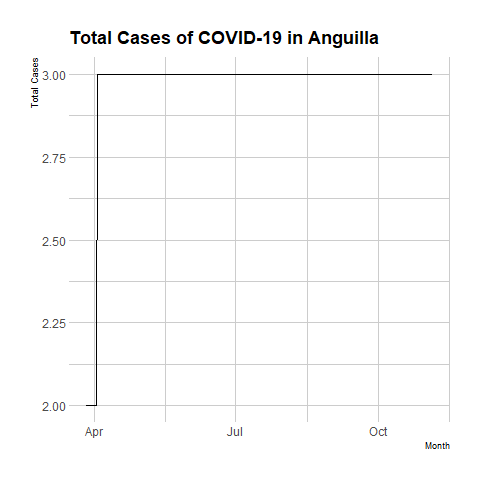 Total Cases of COVID-19 in Anguilla
Total Cases
3.00
2.75
2.50
2.25
2.00
Apr Jul Oct
Month